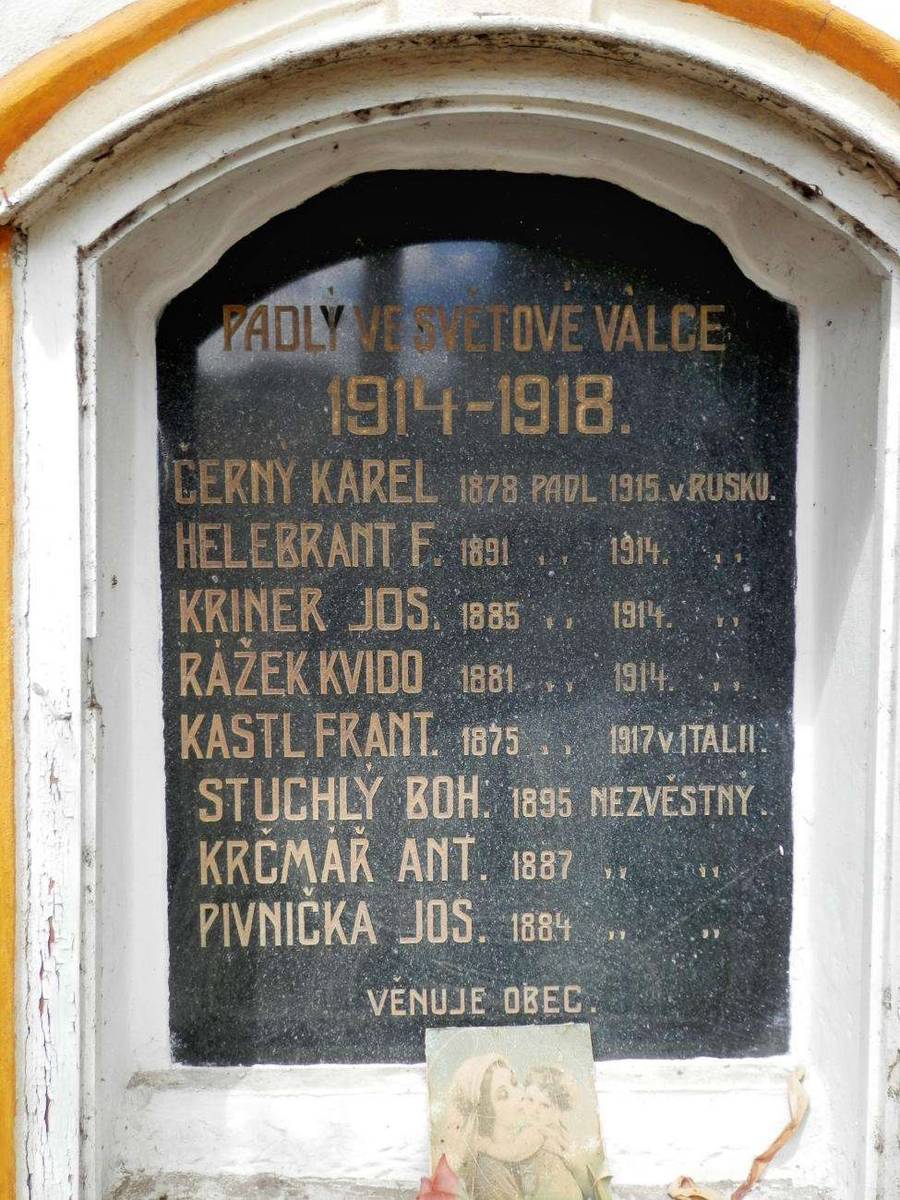 PADLÝ VE SVĚTOVÉ VÁLCE
1914-1918.
ČERNÝ KAREL 1878 PADL 1915. v.RUSKU.
HELEBRANT F. 1891 ,, 1914. ,,
KRINER JOS. 1885 ,, 1914. ,,
RÁŽEK KVIDO 1881 ,, 1914. ,,
KASTL FRANT. 1875 ,, 1917 v ITALII.
STUCHLÝ BOH. 1895 NEZVĚSTNÝ.
KRČMÁŘ ANT. 1887 ,, ,,
PIVNIČKA JOS. 1884 ,, ,,
VĚNUJE OBEC.